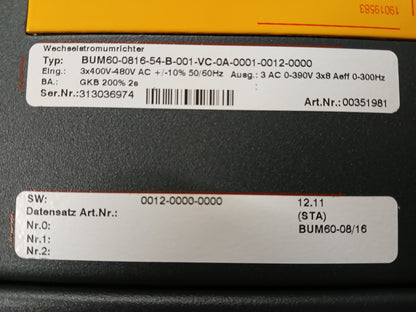 19019583
Wechselstromumrichter
Typ: BUM60-0816-54-B-001-VC-0A-0001-0012-0000
Eing.: 3x400V-480V AC +/-10% 50/60Hz Ausg.: 3 AC 0-390V 3x8 Aeff 0-300Hz
BA.: GKB 200% 2s
Ser.Nr.:313036974 Art.Nr.:00351981
SW: 0012-0000-0000 12.11
Datensatz Art.Nr.: (STA)
Nr.0: BUM60-08/16
Nr.1:
Nr.2: